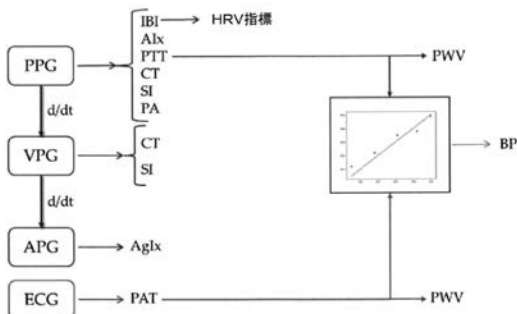 IBI
HRV指標
AIx
PPG
PTT
PWV
CT
SI
PA
d/dt
VPG
CT
SI
BP
d/dt
APG
AgIx
ECG
PAT
PWV